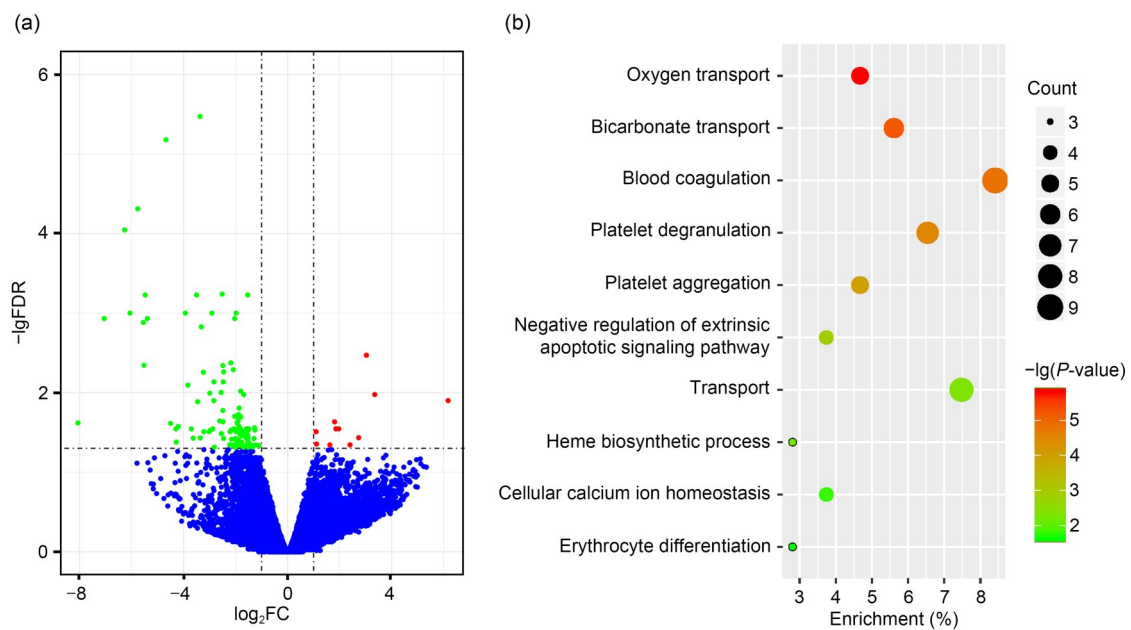 (a)
(b)
6
4
2
0
−lgFDR
−8
−4
0
4
log₂FC
Oxygen transport
Bicarbonate transport
Blood coagulation
Platelet degranulation
Platelet aggregation
Negative regulation of extrinsic
apoptotic signaling pathway
Transport
Heme biosynthetic process
Cellular calcium ion homeostasis
Erythrocyte differentiation
3 4 5 6 7 8
Enrichment (%)
Count
3
4
5
6
7
8
9
−lg(P-value)
5
4
3
2